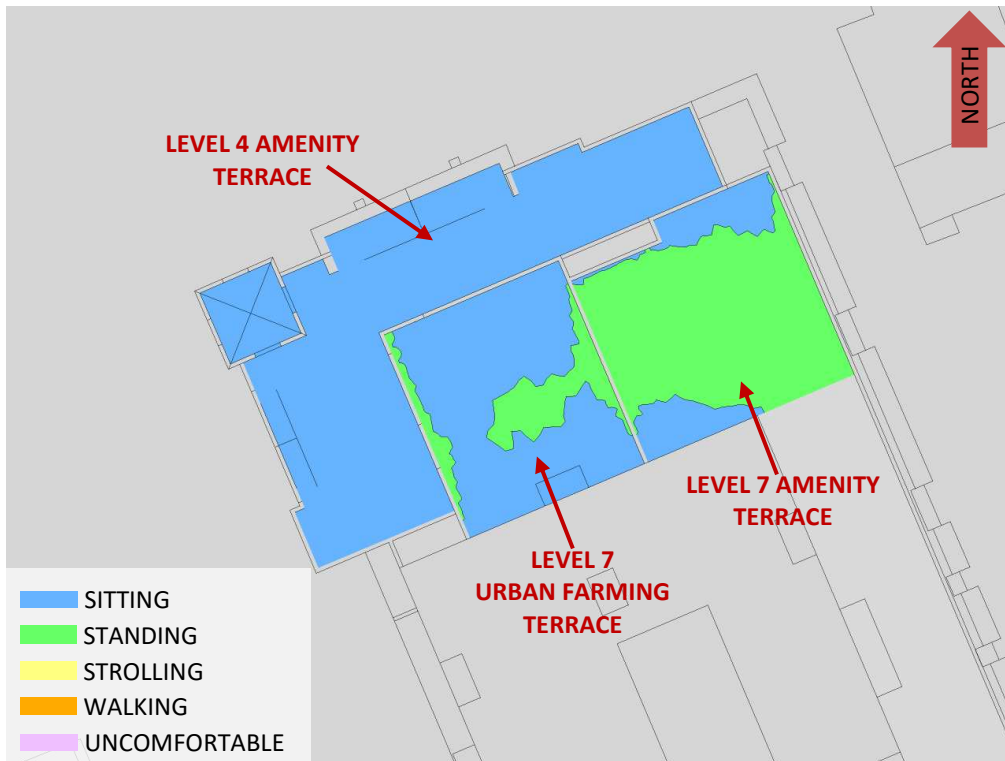 NORTH
LEVEL 4 AMENITY
TERRACE
LEVEL 7 AMENITY
TERRACE
LEVEL 7
URBAN FARMING
TERRACE
SITTING
STANDING
STROLLING
WALKING
UNCOMFORTABLE